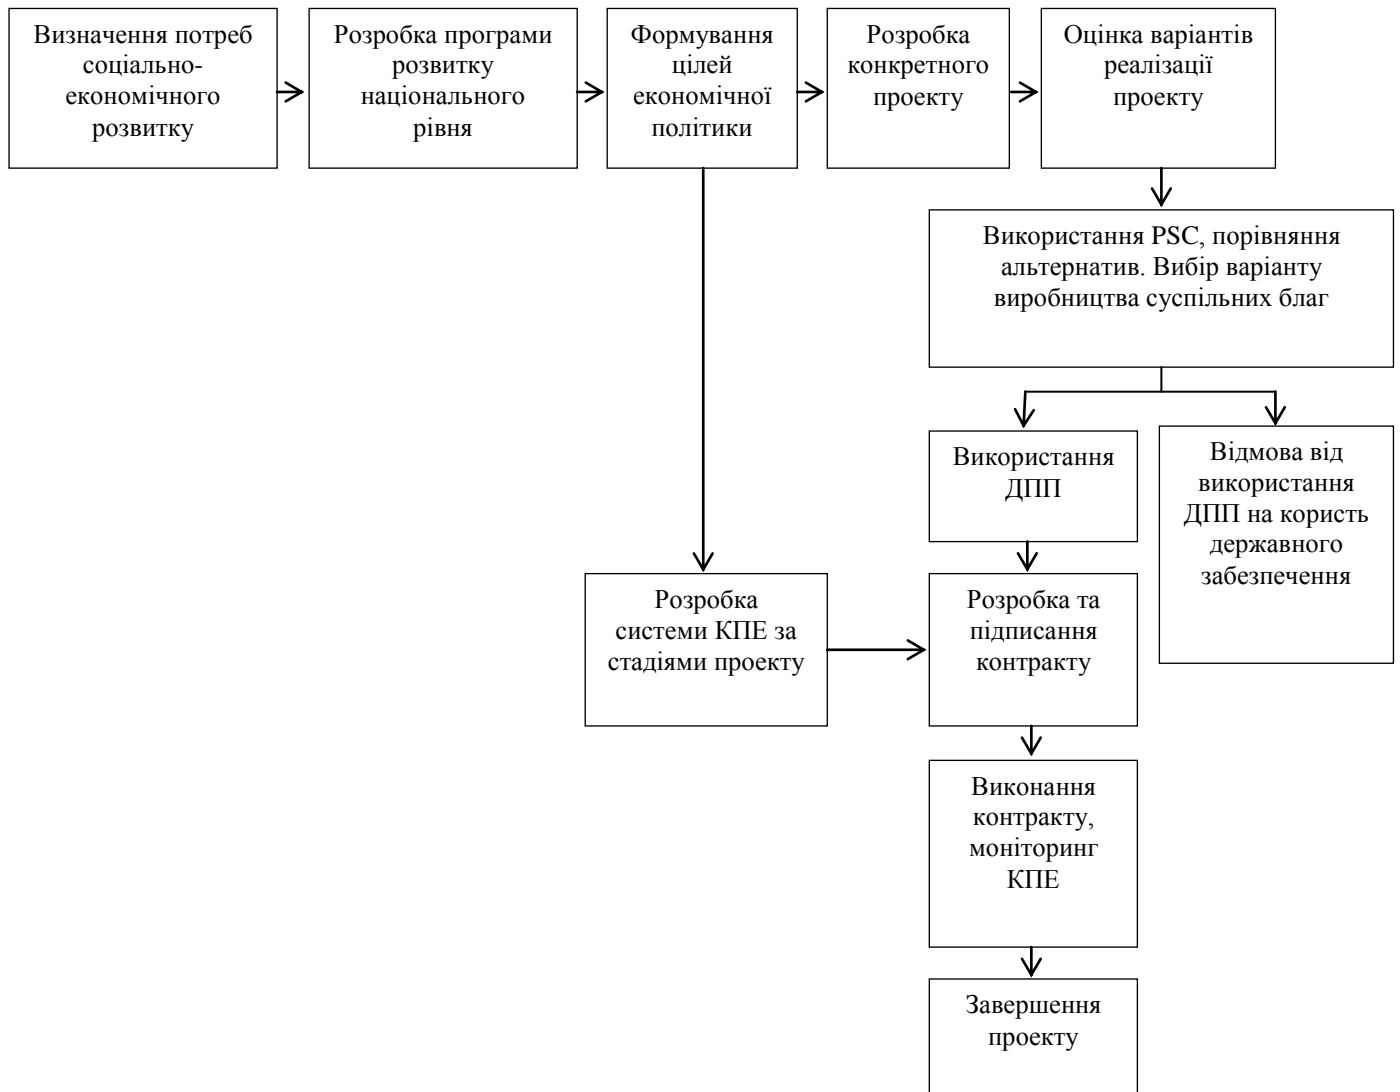 Визначення потреб
соціально-
економічного
розвитку
Розробка програми
розвитку
національного
рівня
Формування
цілей
економічної
політики
Розробка
конкретного
проекту
Оцінка варіантів
реалізації
проекту
Використання PSC, порівняння
альтернатив. Вибір варіанту
виробництва суспільних благ
Використання
ДПП
Відмова від
використання
ДПП на користь
державного
забезпечення
Розробка
системи КПЕ за
стадіями проекту
Розробка та
підписання
контракту
Виконання
контракту,
моніторинг
КПЕ
Завершення
проекту